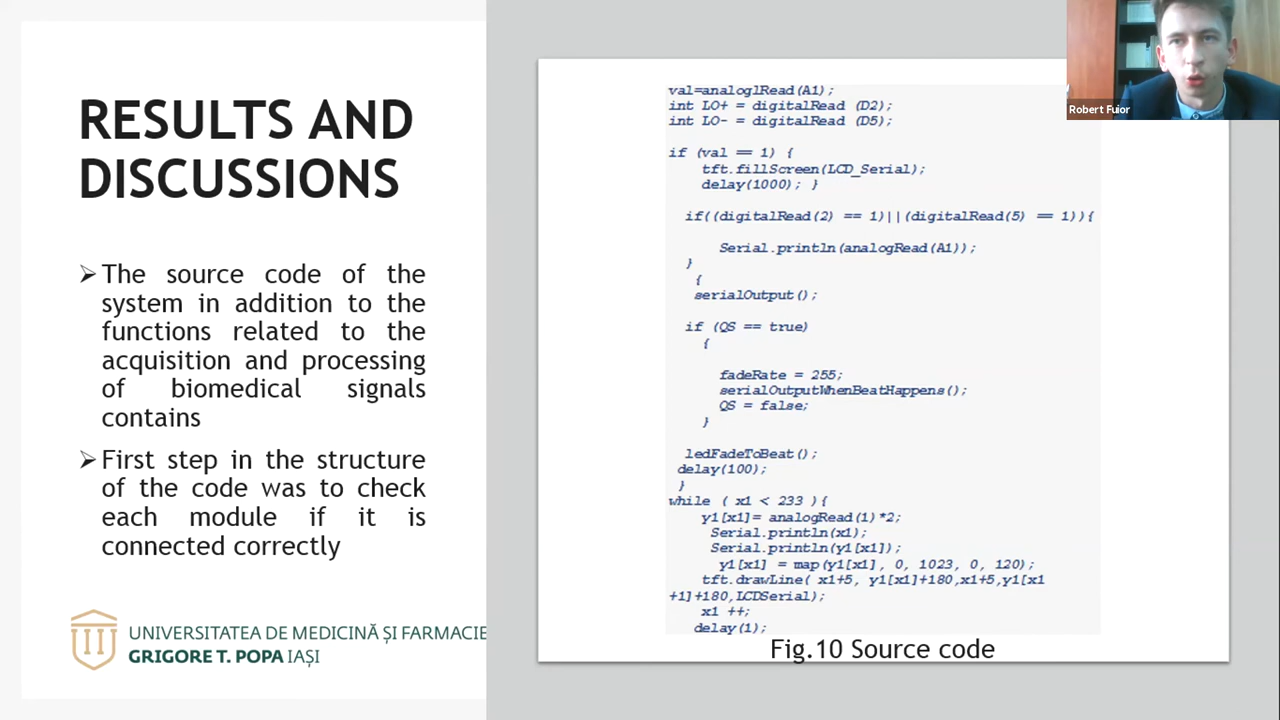 RESULTS AND
DISCUSSIONS
The source code of the
system in addition to the
functions related to the
acquisition and processing
of biomedical signals
contains
First step in the structure
of the code was to check
each module if it is
connected correctly
UNIVERSITATEA DE MEDICINĂ ȘI FARMACIE
GRIGORE T. POPA IAȘI
val=analoglRead(A1);
int LO+ = digitalRead (D2);
int LO- = digitalRead (D5);
if (val == 1) {
tft.fillScreen(LCD_Serial);
delay(1000); }
if((digitalRead(2) == 1)||(digitalRead(5) == 1)){
Serial.println(analogRead(A1));
}
{
serialOutput();
if (QS == true)
{
fadeRate = 255;
serialOutputWhenBeatHappens();
QS = false;
}
ledFadeToBeat();
delay(100);
}
while ( x1 < 233 ){
y1[x1]= analogRead(1)*2;
Serial.println(x1);
Serial.println(y1[x1]);
y1[x1] = map(y1[x1], 0, 1023, 0, 120);
tft.drawLine( x1+5, y1[x1]+180,x1+5,y1[x1
+1]+180,LCDSerial);
x1 ++;
delay(1);
Fig.10 Source code
Robert Fuior